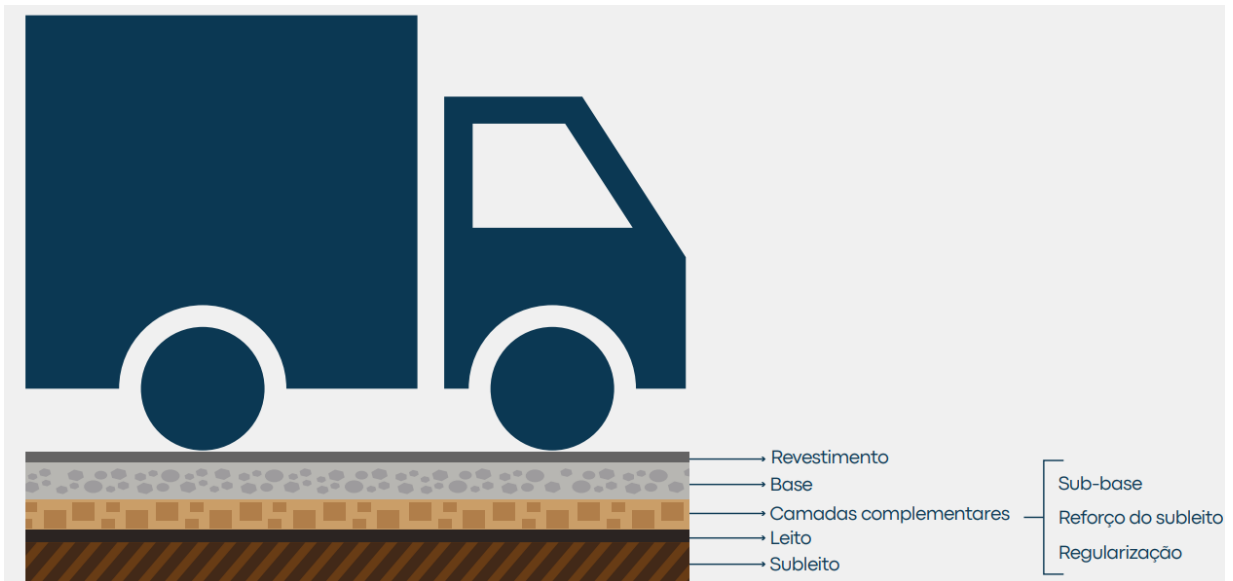 Revestimento
Base
Camadas complementares
Leito
Subleito
Sub-base
Reforço do subleito
Regularização